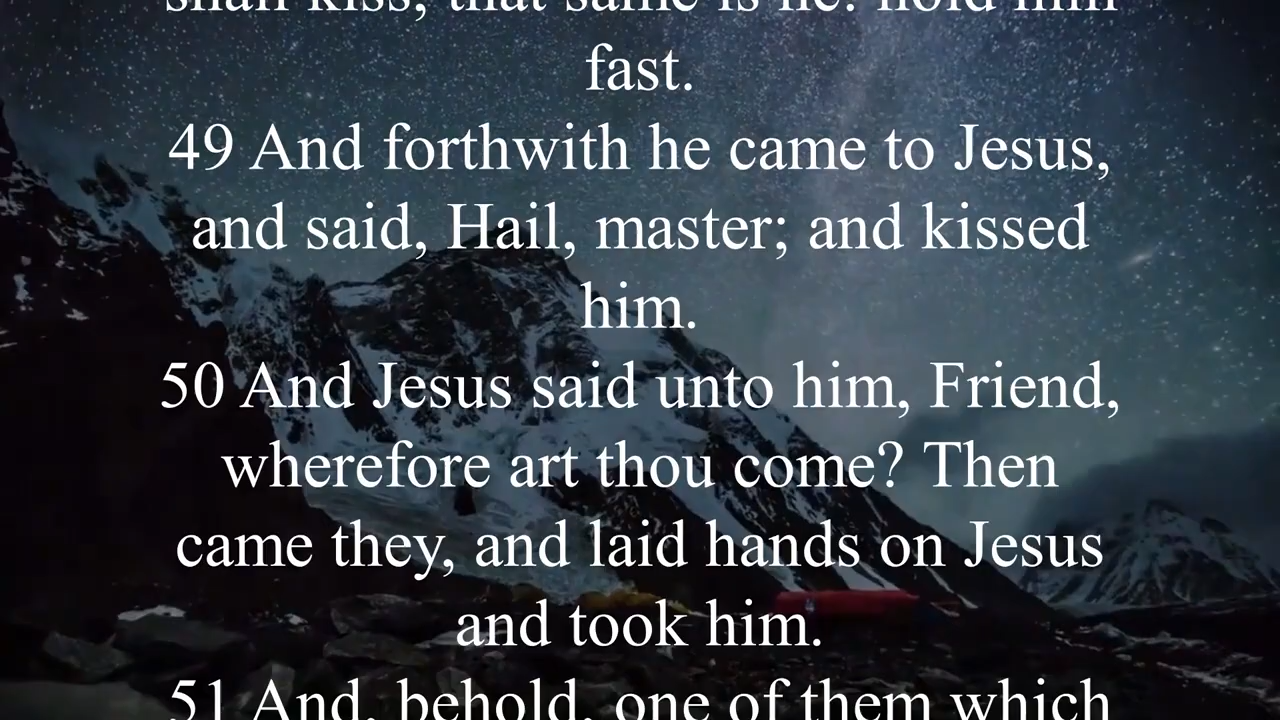 shall kiss, that same is he: hold him
fast.
49 And forthwith he came to Jesus,
and said, Hail, master; and kissed
him.
50 And Jesus said unto him, Friend,
wherefore art thou come? Then
came they, and laid hands on Jesus
and took him.
51 And, behold, one of them which